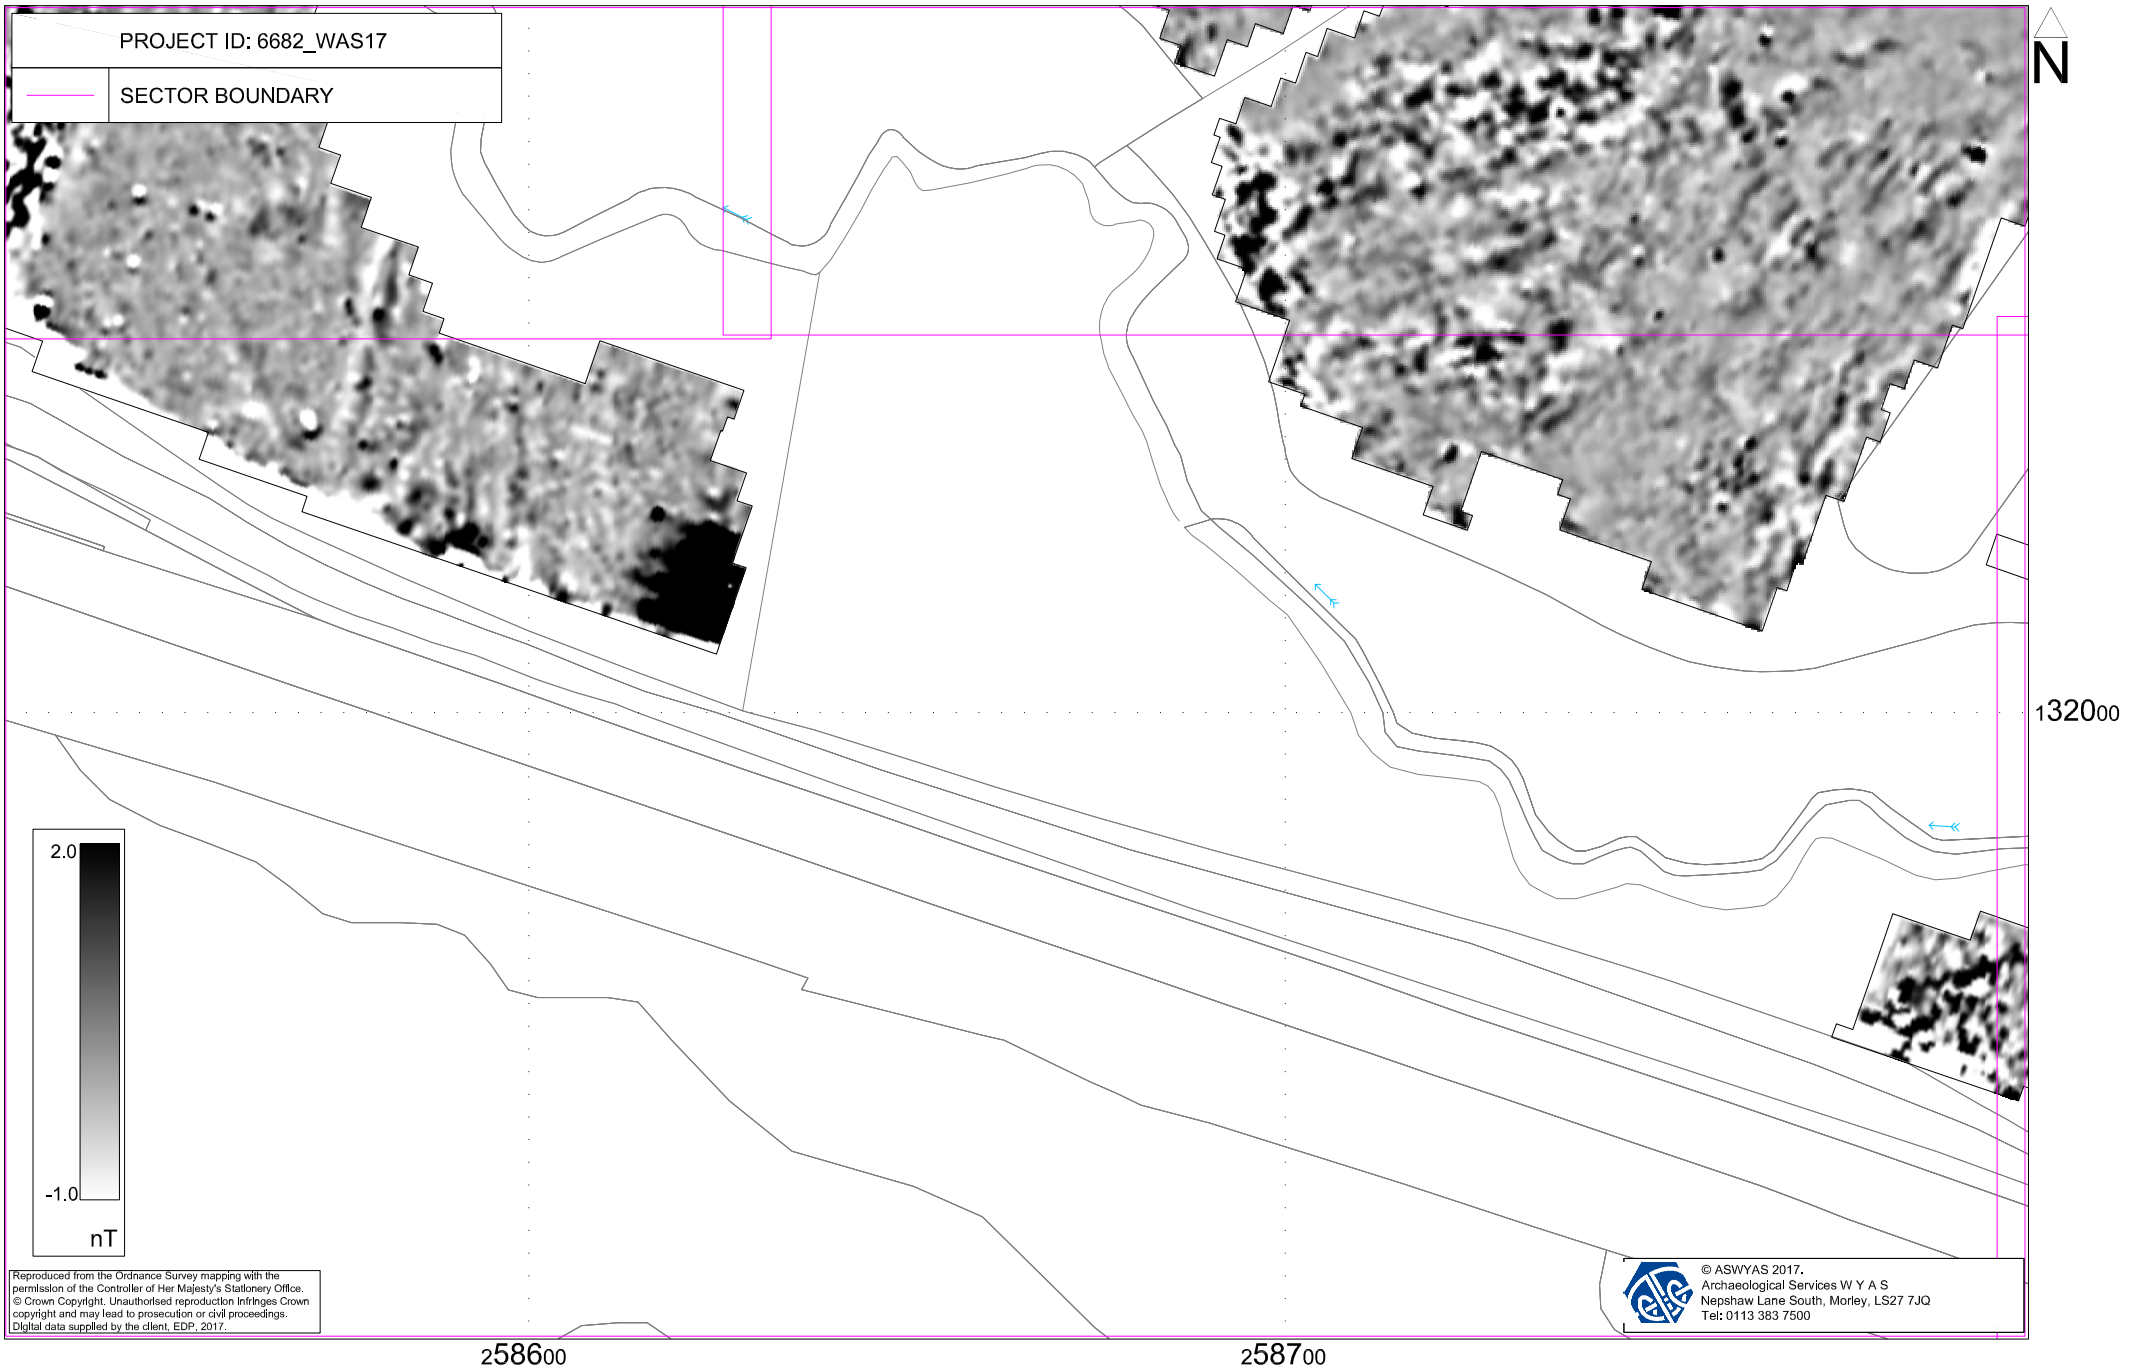 PROJECT ID: 6682_WAS17
SECTOR BOUNDARY
N
132000
2.0
-1.0
nT
Reproduced from the Ordnance Survey mapping with the
permission of the Controller of Her Majesty's Stationery Office.
© Crown Copyright. Unauthorised reproduction infringes Crown
copyright and may lead to prosecution or civil proceedings.
Digital data supplied by the client, EDP, 2017.
© ASWYAS 2017.
Archaeological Services W Y A S
Nepshaw Lane South, Morley, LS27 7JQ
Tel: 0113 383 7500
258600
258700